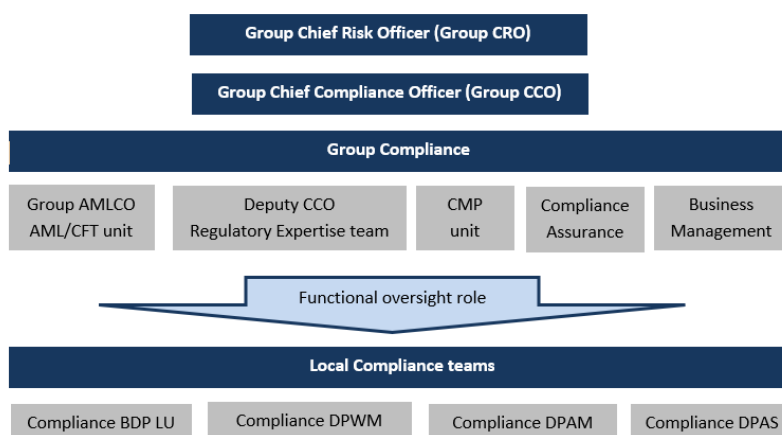 Group Chief Risk Officer (Group CRO)
Group Chief Compliance Officer (Group CCO)
Group Compliance
Group AMLCO
AML/CFT unit
Deputy CCO
Regulatory Expertise team
CMP
unit
Compliance
Assurance
Business
Management
Functional oversight role
Local Compliance teams
Compliance BDP LU
Compliance DPWM
Compliance DPAM
Compliance DPAS